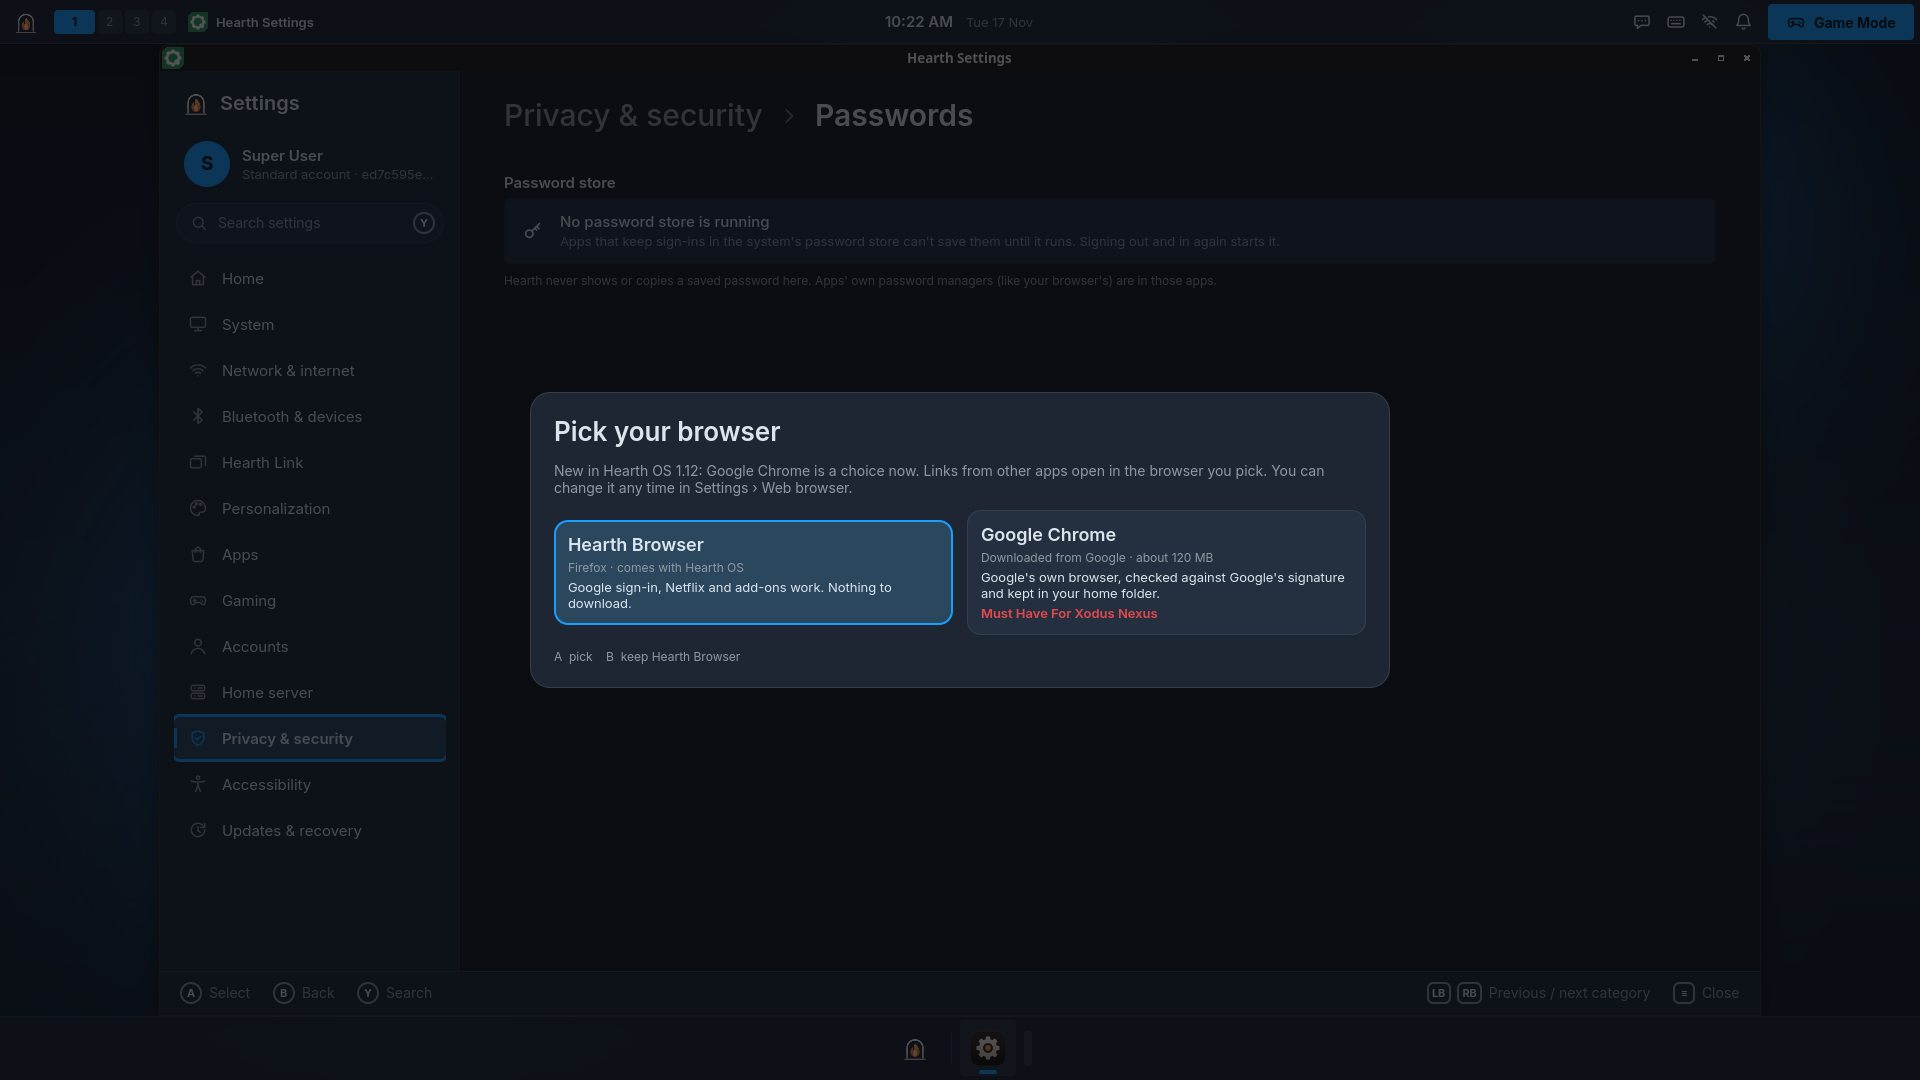 1 2 3 4 Hearth Settings
10:22 AM Tue 17 Nov
Game Mode
Hearth Settings
Settings
S
Super User
Standard account · ed7c595e...
Search settings Y
Home
System
Network & internet
Bluetooth & devices
Hearth Link
Personalization
Apps
Gaming
Accounts
Home server
Privacy & security
Accessibility
Updates & recovery
Privacy & security › Passwords
Password store
No password store is running
Apps that keep sign-ins in the system's password store can't save them until it runs. Signing out and in again starts it.
Hearth never shows or copies a saved password here. Apps' own password managers (like your browser's) are in those apps.
Pick your browser
New in Hearth OS 1.12: Google Chrome is a choice now. Links from other apps open in the browser you pick. You can
change it any time in Settings › Web browser.
Hearth Browser
Firefox · comes with Hearth OS
Google sign-in, Netflix and add-ons work. Nothing to
download.
Google Chrome
Downloaded from Google · about 120 MB
Google's own browser, checked against Google's signature
and kept in your home folder.
Must Have For Xodus Nexus
A pick B keep Hearth Browser
A Select B Back Y Search
LB RB Previous / next category ≡ Close